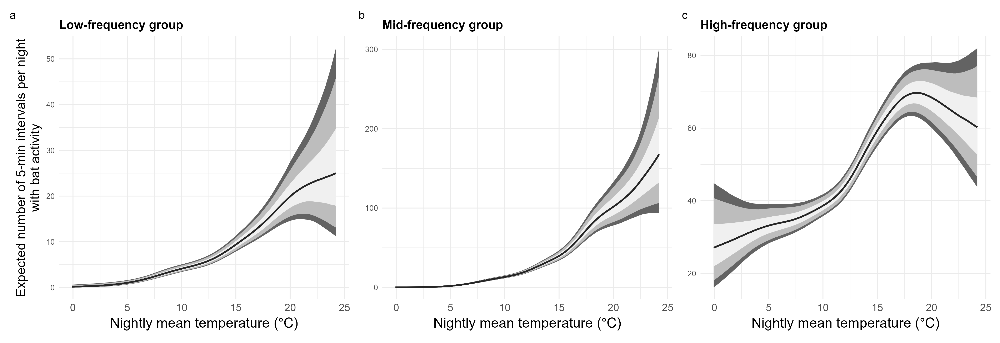 a
Low-frequency group
Expected number of 5-min intervals per night
with bat activity
50
40
30
20
10
0
0 5 10 15 20 25
Nightly mean temperature (°C)
b
Mid-frequency group
300
200
100
0
0 5 10 15 20 25
Nightly mean temperature (°C)
c
High-frequency group
80
60
40
20
0 5 10 15 20 25
Nightly mean temperature (°C)